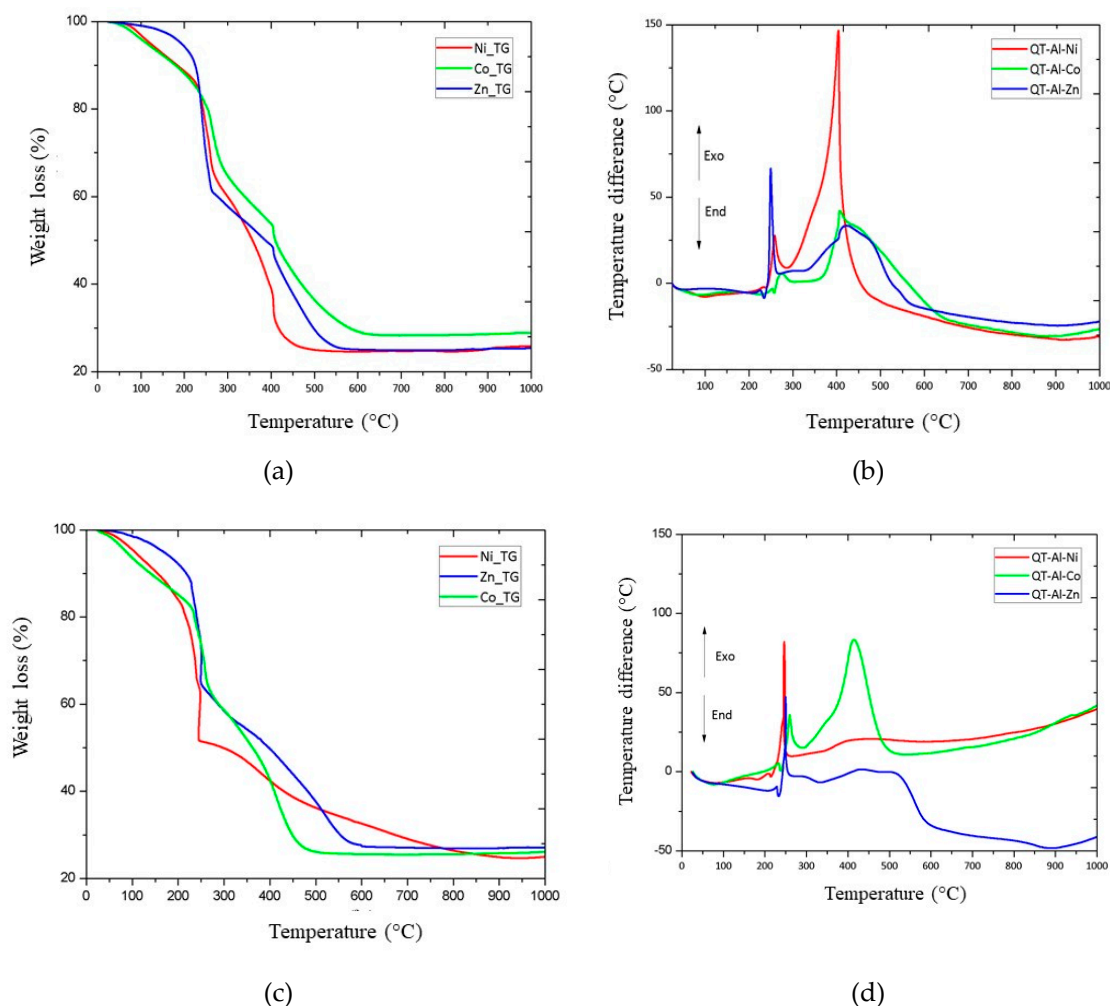 100
80
60
40
20
Weight loss (%)
Ni_TG
Co_TG
Zn_TG
0 100 200 300 400 500 600 700 800 900 1000
Temperature (°C)
(a)
150
100
50
0
-50
Temperature difference (°C)
Exo
End
QT-Al-Ni
QT-Al-Co
QT-Al-Zn
100 200 300 400 500 600 700 800 900 1000
Temperature (°C)
(b)
100
80
60
40
20
Weight loss (%)
Ni_TG
Zn_TG
Co_TG
0 100 200 300 400 500 600 700 800 900 1000
Temperature (°C)
(c)
150
100
50
0
-50
Temperature difference (°C)
Exo
End
QT-Al-Ni
QT-Al-Co
QT-Al-Zn
0 100 200 300 400 500 600 700 800 900 1000
Temperature (°C)
(d)